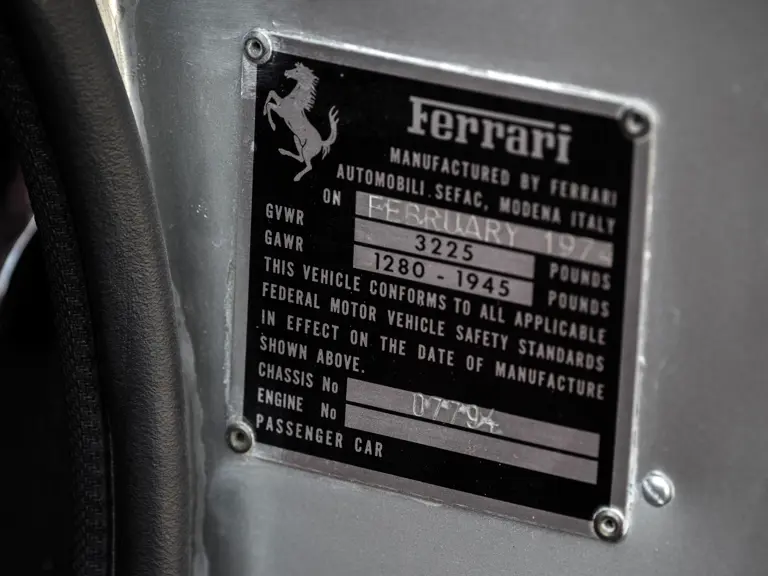 Ferrari
MANUFACTURED BY FERRARI
AUTOMOBILI.SEFAC, MODENA ITALY
ON FEBRUARY 1974
GVWR 3225 POUNDS
GAWR 1280 - 1945 POUNDS
THIS VEHICLE CONFORMS TO ALL APPLICABLE
FEDERAL MOTOR VEHICLE SAFETY STANDARDS
IN EFFECT ON THE DATE OF MANUFACTURE
SHOWN ABOVE.
CHASSIS No 07794
ENGINE No
PASSENGER CAR